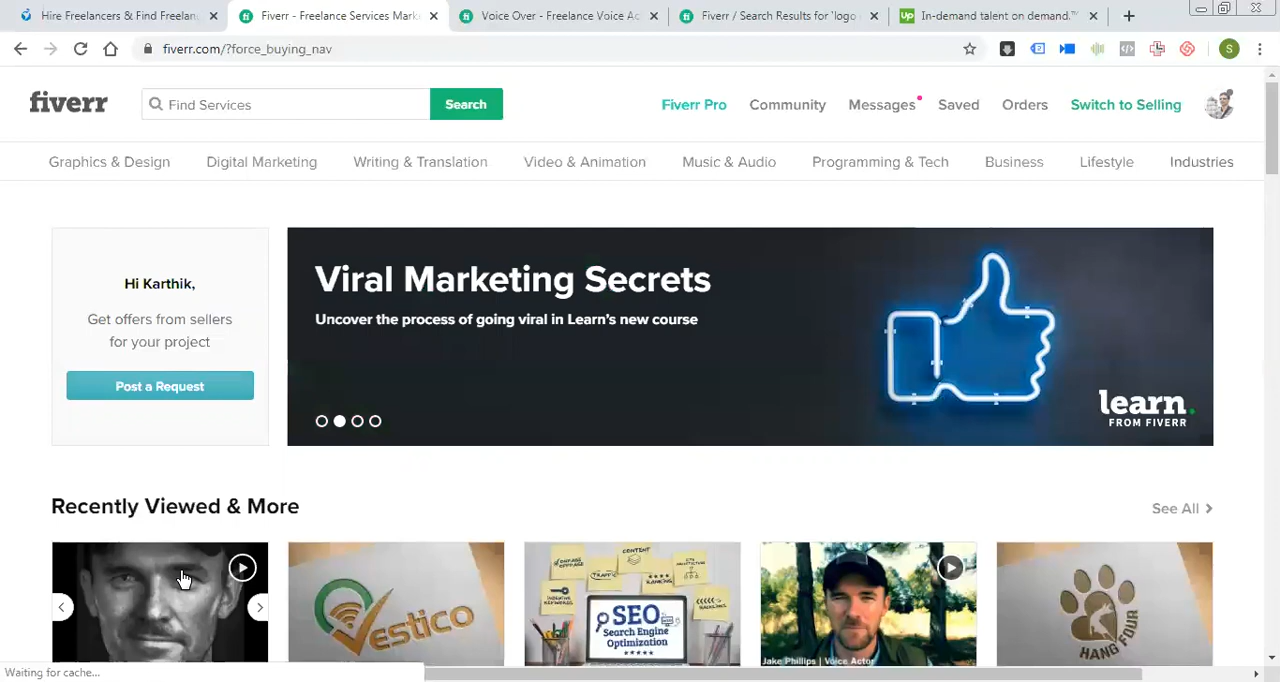 Hire Freelancers & Find Freelan
Fiverr - Freelance Services Mark
Voice Over - Freelance Voice Ac
Fiverr / Search Results for 'logo
Up In-demand talent on demand.™
fiverr.com/?force_buying_nav
S
fiverr
Find Services
Search
Fiverr Pro
Community
Messages
Saved
Orders
Switch to Selling
Graphics & Design
Digital Marketing
Writing & Translation
Video & Animation
Music & Audio
Programming & Tech
Business
Lifestyle
Industries
Hi Karthik,
Get offers from sellers
for your project
Post a Request
Viral Marketing Secrets
Uncover the process of going viral in Learn's new course
learn.
FROM FIVERR
Recently Viewed & More
See All
Vestico
CONTENT
TRAFFIC
SEO
Search Engine
Optimization
Jake Phillips | Voice Actor
HANG FOUR
Waiting for cache...